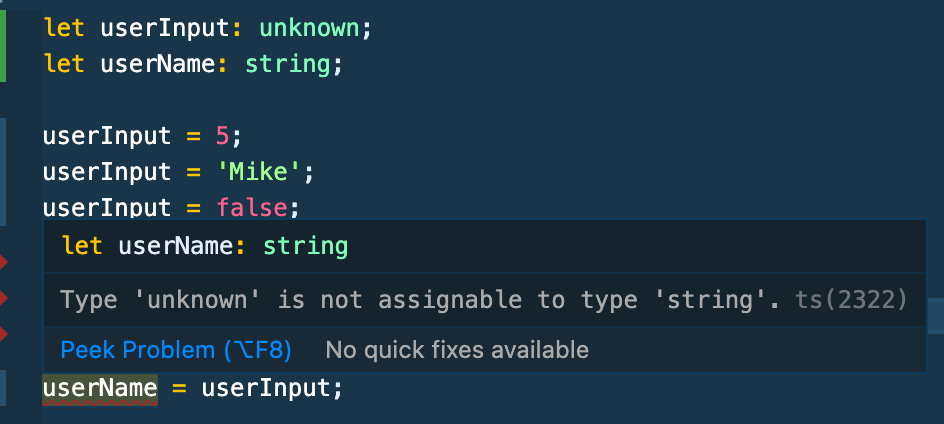 let userInput: unknown;
let userName: string;
userInput = 5;
userInput = 'Mike';
userInput = false;
let userName: string
Type 'unknown' is not assignable to type 'string'. ts(2322)
Peek Problem (⌥F8) No quick fixes available
userName = userInput;